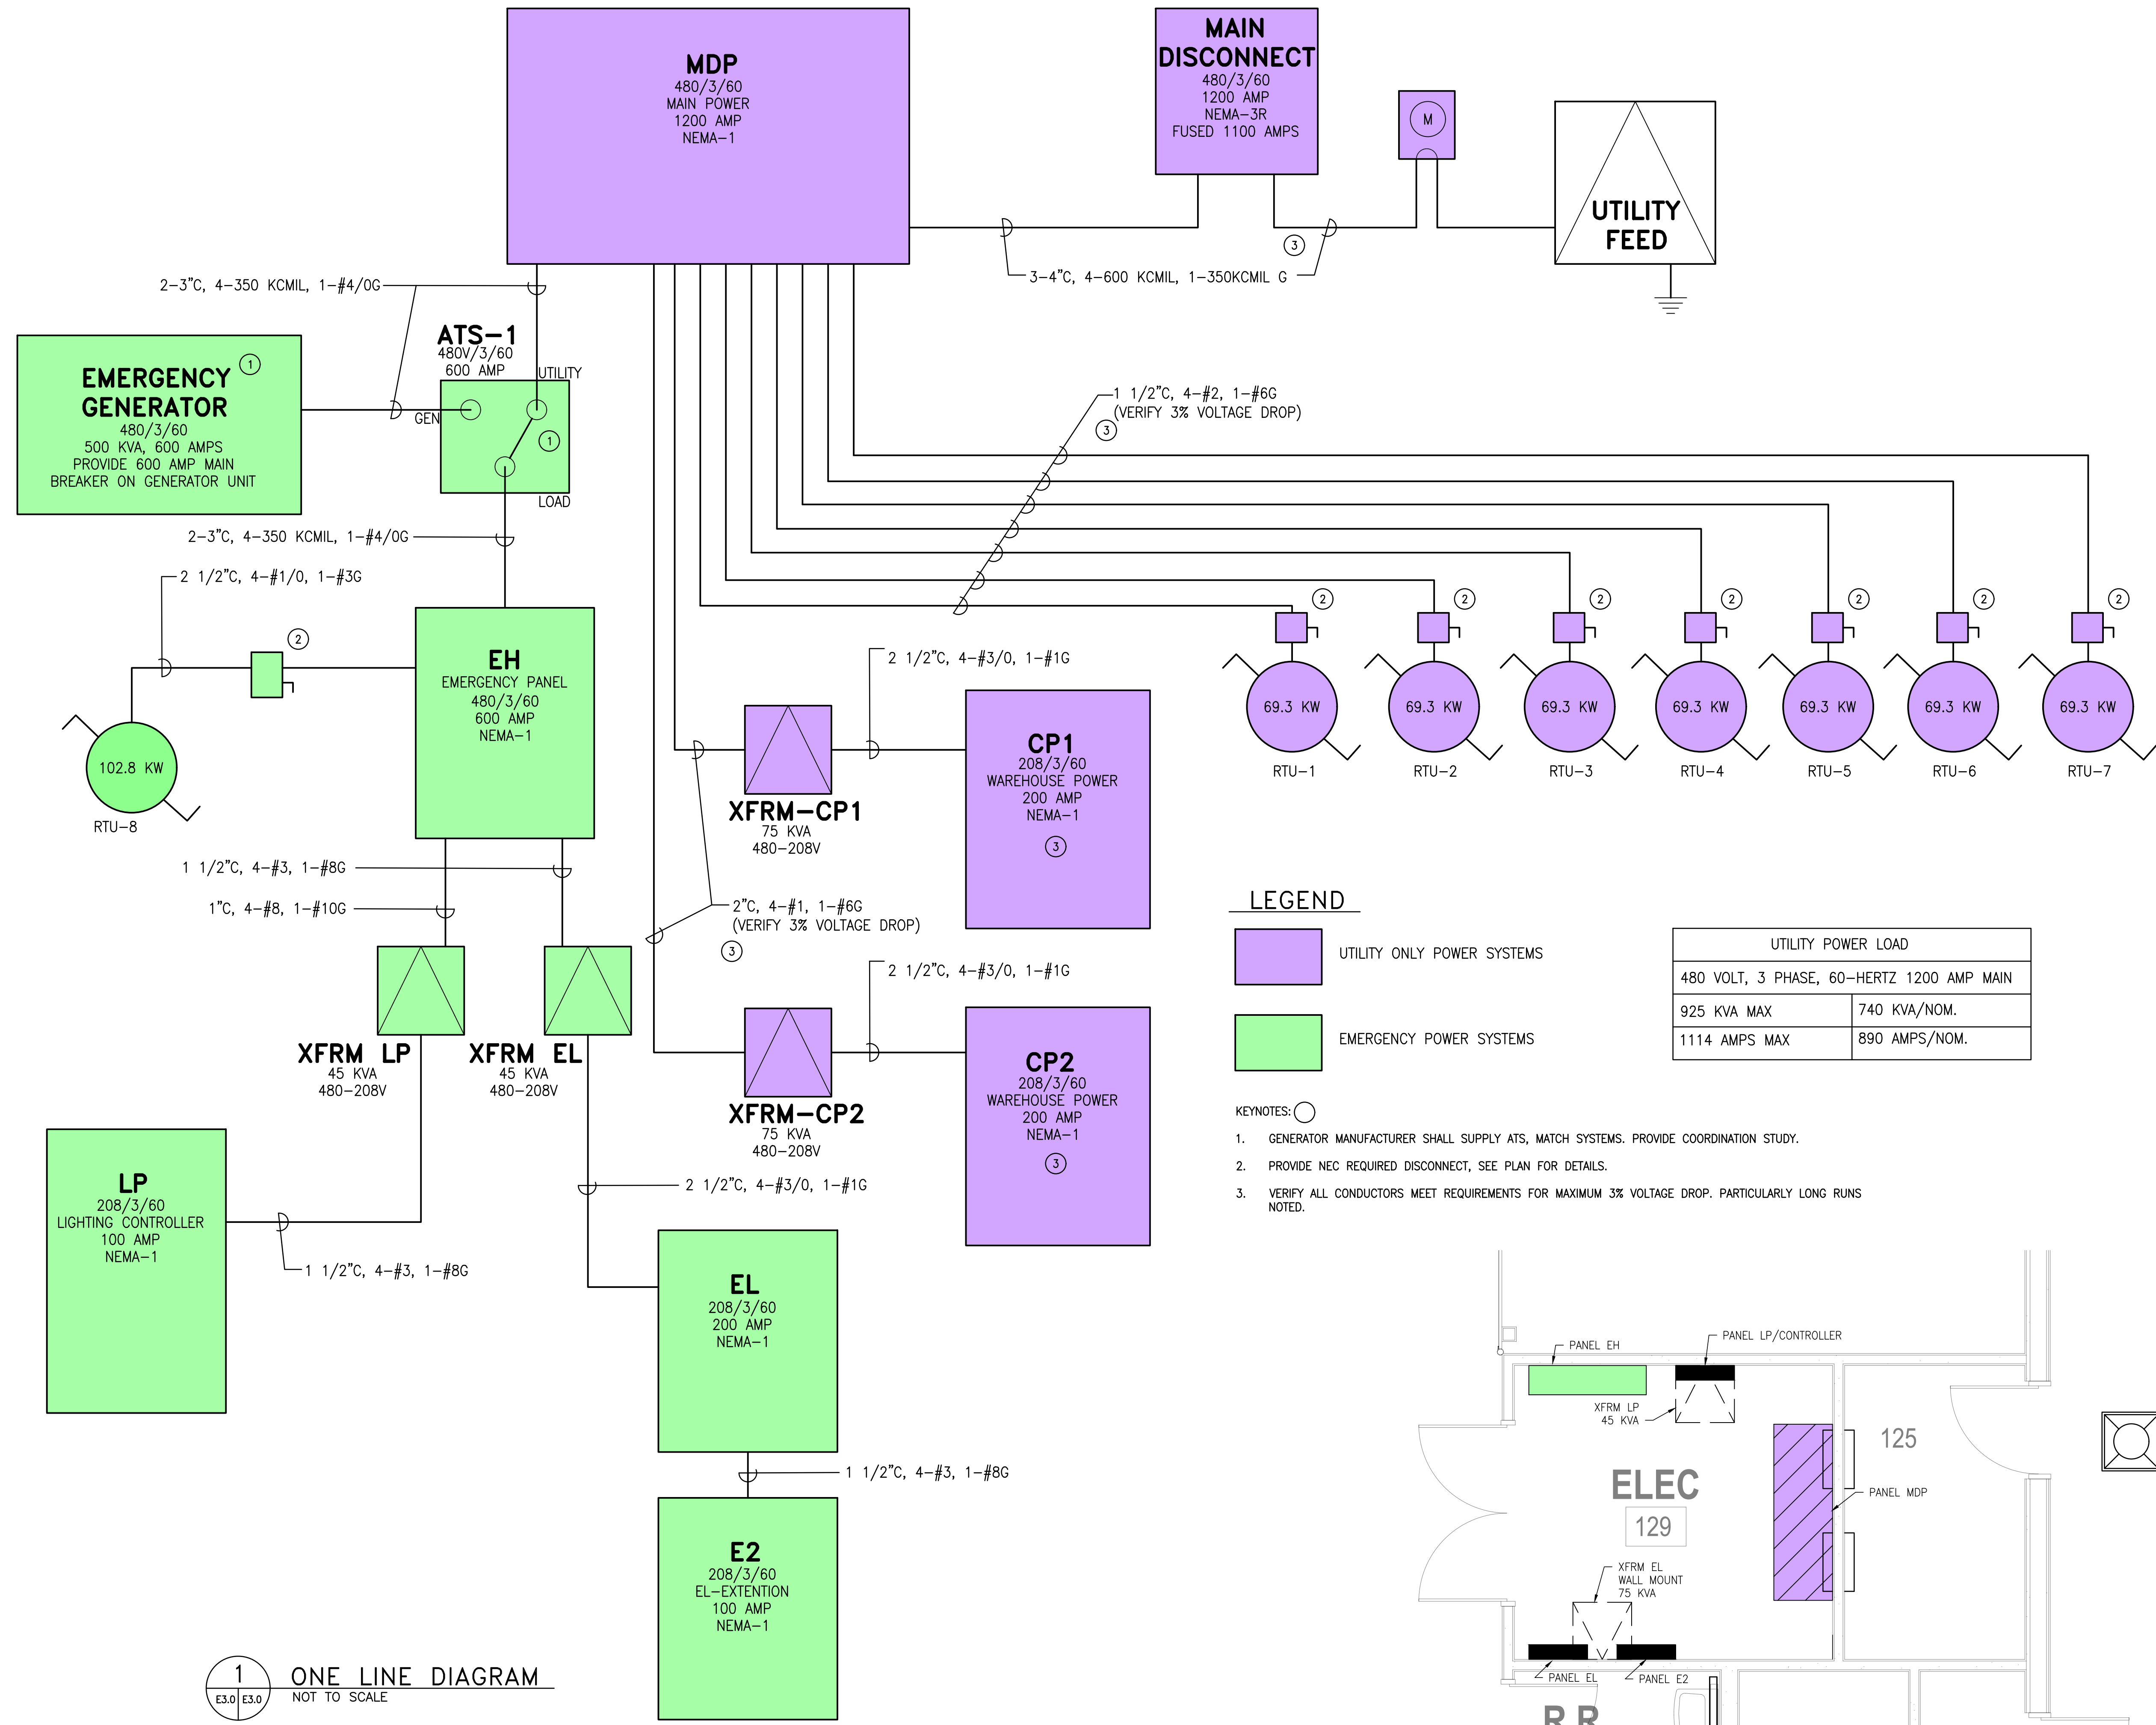 MDP
480/3/60
MAIN POWER
1200 AMP
NEMA-1
MAIN
DISCONNECT
480/3/60
1200 AMP
NEMA-3R
FUSED 1100 AMPS
M
UTILITY
FEED
3
3-4"C, 4-600 KCMIL, 1-350KCMIL G
2-3"C, 4-350 KCMIL, 1-#4/0G
EMERGENCY
GENERATOR
1
480/3/60
500 KVA, 600 AMPS
PROVIDE 600 AMP MAIN
BREAKER ON GENERATOR UNIT
ATS-1
480V/3/60
600 AMP
UTILITY
GEN
1
LOAD
1 1/2"C, 4-#2, 1-#6G
(VERIFY 3% VOLTAGE DROP)
3
2-3"C, 4-350 KCMIL, 1-#4/0G
2 1/2"C, 4-#1/0, 1-#3G
2
102.8 KW
RTU-8
EH
EMERGENCY PANEL
480/3/60
600 AMP
NEMA-1
2
2
2
2
2
2
2
69.3 KW
69.3 KW
69.3 KW
69.3 KW
69.3 KW
69.3 KW
69.3 KW
RTU-1
RTU-2
RTU-3
RTU-4
RTU-5
RTU-6
RTU-7
2 1/2"C, 4-#3/0, 1-#1G
XFRM-CP1
75 KVA
480-208V
CP1
208/3/60
WAREHOUSE POWER
200 AMP
NEMA-1
3
1 1/2"C, 4-#3, 1-#8G
1"C, 4-#8, 1-#10G
2"C, 4-#1, 1-#6G
(VERIFY 3% VOLTAGE DROP)
3
2 1/2"C, 4-#3/0, 1-#1G
XFRM-CP2
75 KVA
480-208V
CP2
208/3/60
WAREHOUSE POWER
200 AMP
NEMA-1
3
XFRM LP
45 KVA
480-208V
XFRM EL
45 KVA
480-208V
LP
208/3/60
LIGHTING CONTROLLER
100 AMP
NEMA-1
1 1/2"C, 4-#3, 1-#8G
2 1/2"C, 4-#3/0, 1-#1G
EL
208/3/60
200 AMP
NEMA-1
1 1/2"C, 4-#3, 1-#8G
E2
208/3/60
EL-EXTENTION
100 AMP
NEMA-1
LEGEND
UTILITY ONLY POWER SYSTEMS
EMERGENCY POWER SYSTEMS
UTILITY POWER LOAD
480 VOLT, 3 PHASE, 60-HERTZ 1200 AMP MAIN
925 KVA MAX
740 KVA/NOM.
1114 AMPS MAX
890 AMPS/NOM.
KEYNOTES:
1. GENERATOR MANUFACTURER SHALL SUPPLY ATS, MATCH SYSTEMS. PROVIDE COORDINATION STUDY.
2. PROVIDE NEC REQUIRED DISCONNECT, SEE PLAN FOR DETAILS.
3. VERIFY ALL CONDUCTORS MEET REQUIREMENTS FOR MAXIMUM 3% VOLTAGE DROP. PARTICULARLY LONG RUNS
NOTED.
PANEL EH
PANEL LP/CONTROLLER
XFRM LP
45 KVA
125
ELEC
129
PANEL MDP
XFRM EL
WALL MOUNT
75 KVA
PANEL EL
PANEL E2
R.R.
1
E3.0 E3.0
ONE LINE DIAGRAM
NOT TO SCALE